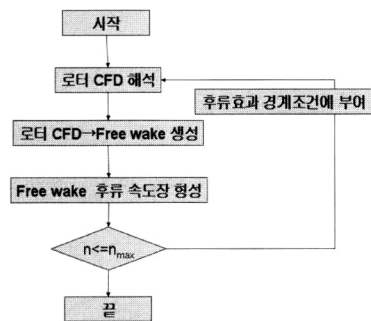 시작
로터 CFD 해석
후류효과 경계조건에 부여
로터 CFD→Free wake 생성
Free wake 후류 속도장 형성
n<=nmax
끝